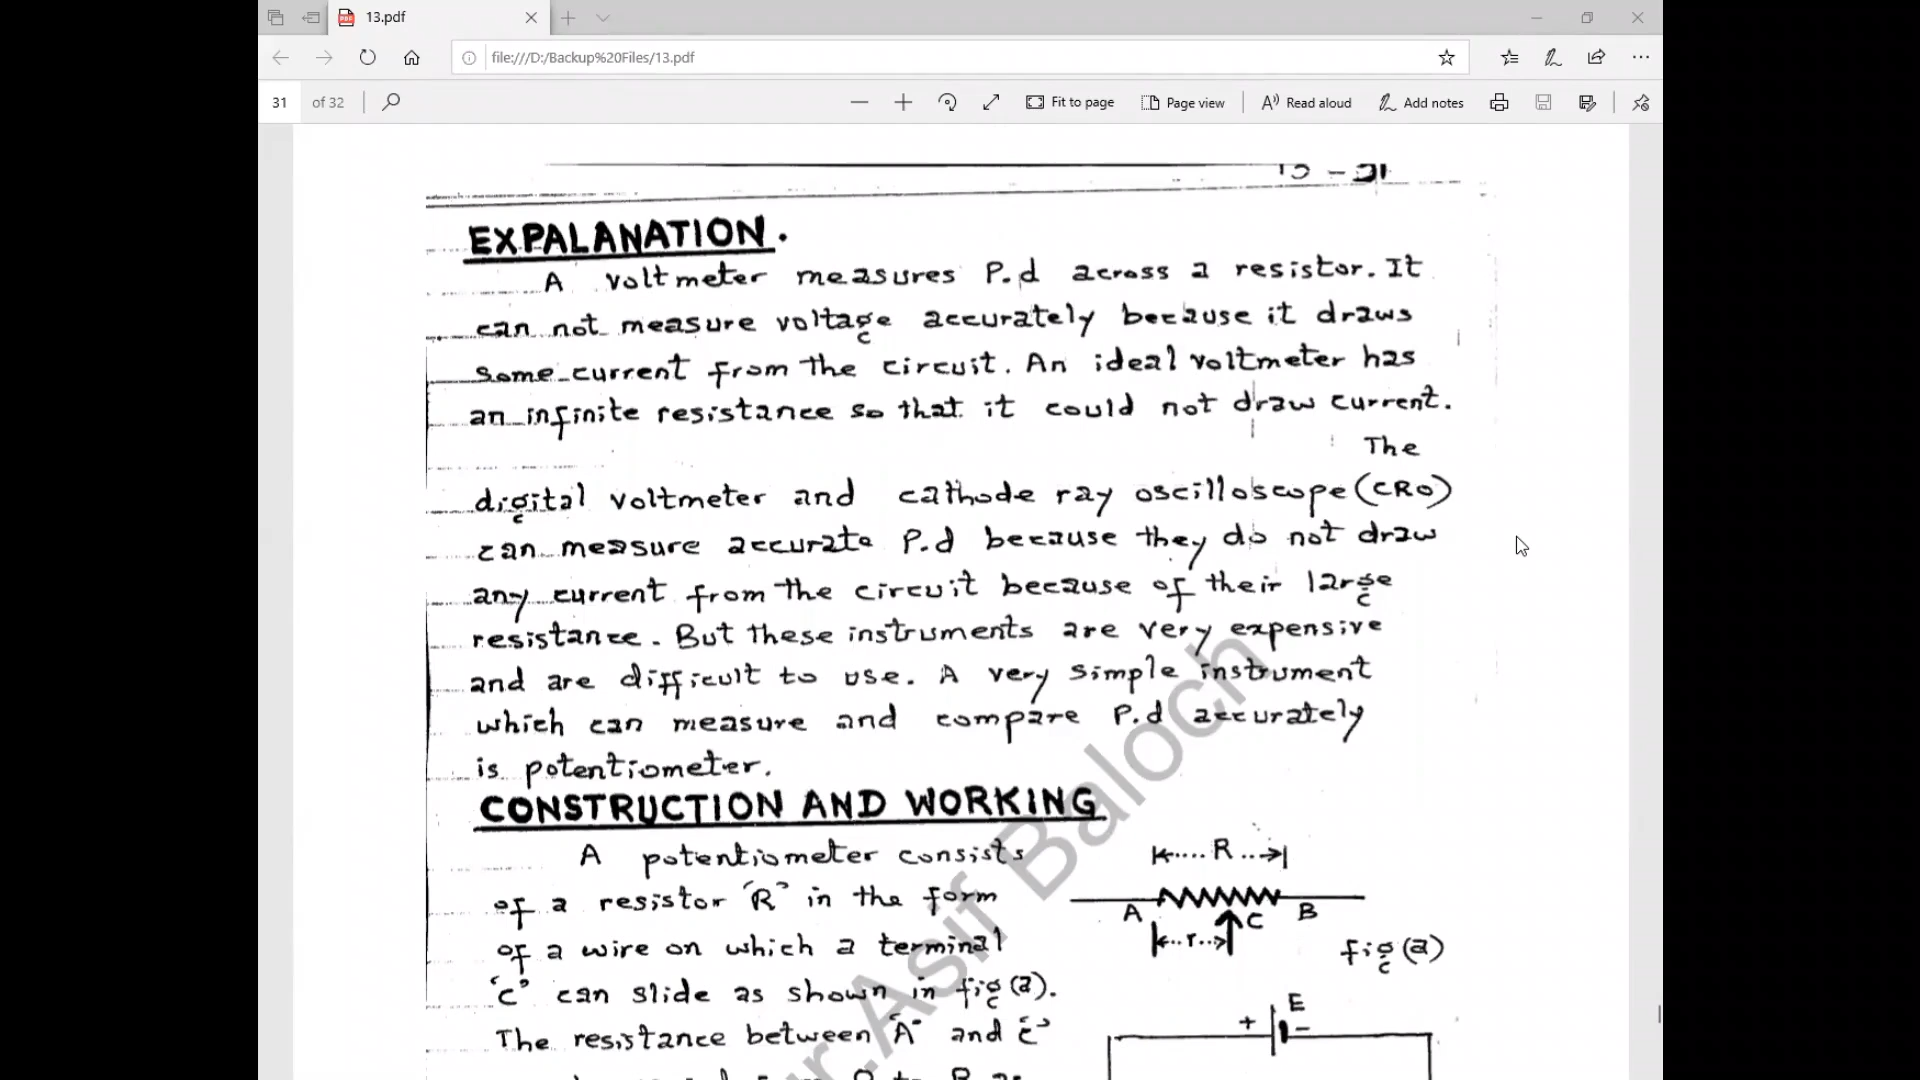 13.pdf
file:///D:/Backup%20Files/13.pdf
31 of 32 Fit to page Page view Read aloud Add notes
EXPALANATION.
A voltmeter measures P.d across a resistor. It
can not measure voltage accurately because it draws
some current from the circuit. An ideal voltmeter has
an infinite resistance so that it could not draw current.
The
digital voltmeter and cathode ray oscilloscope (CRO)
can measure accurate P.d because they do not draw
any current from the circuit because of their large
resistance. But these instruments are very expensive
and are difficult to use. A very simple instrument
which can measure and compare P.d accurately
is potentiometer.
CONSTRUCTION AND WORKING
A potentiometer consists
of a resistor "R" in the form
of a wire on which a terminal
"C" can slide as shown in fig(a).
The resistance between "A" and "C"
R
A C B
r
fig(a)
E
+ -
r.Asif Baloch